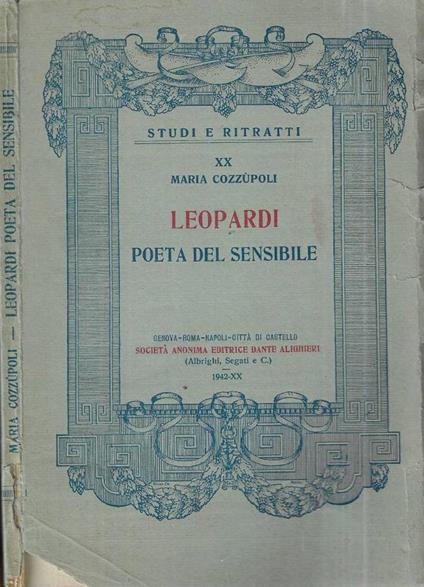 MARIA COZZÙPOLI — LEOPARDI POETA DEL SENSIBILE
STUDI E RITRATTI
XX
MARIA COZZÙPOLI
LEOPARDI
POETA DEL SENSIBILE
GENOVA-ROMA-NAPOLI-CITTÀ DI CASTELLO
SOCIETÀ ANONIMA EDITRICE DANTE ALIGHIERI
(Albrighi, Segati e C.)
1942-XX